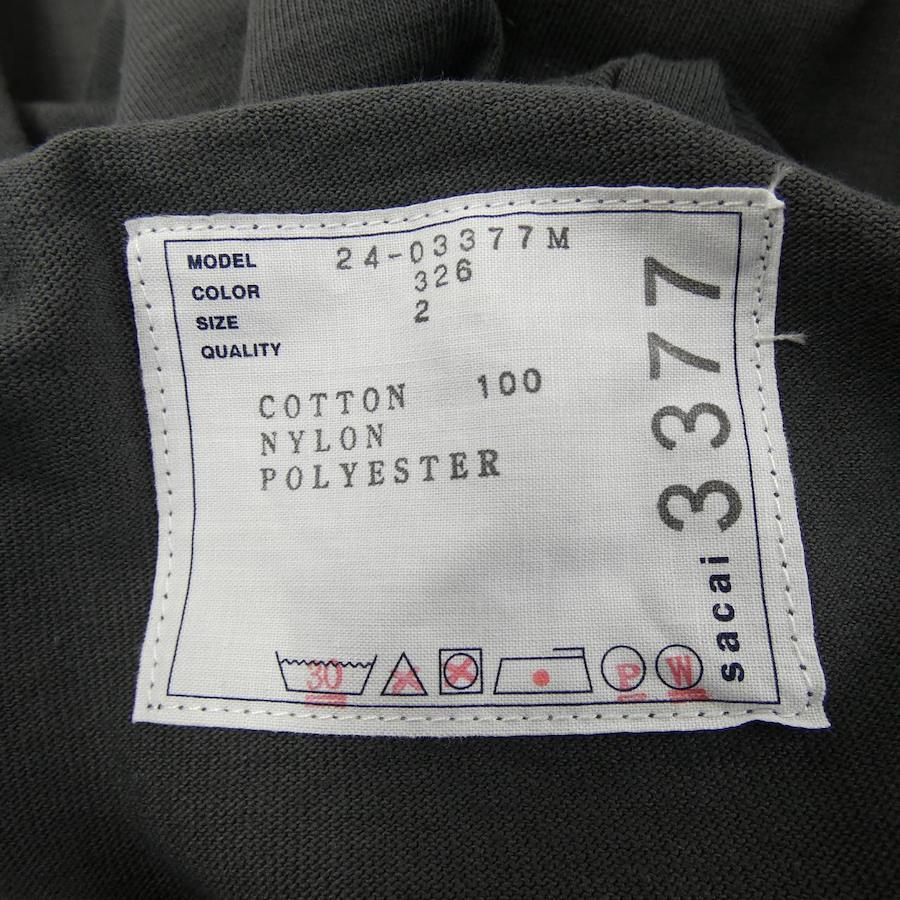 MODEL 24-03377M
COLOR 326
SIZE 2
QUALITY
COTTON 100
NYLON
POLYESTER
30
P
W
sacai 3377